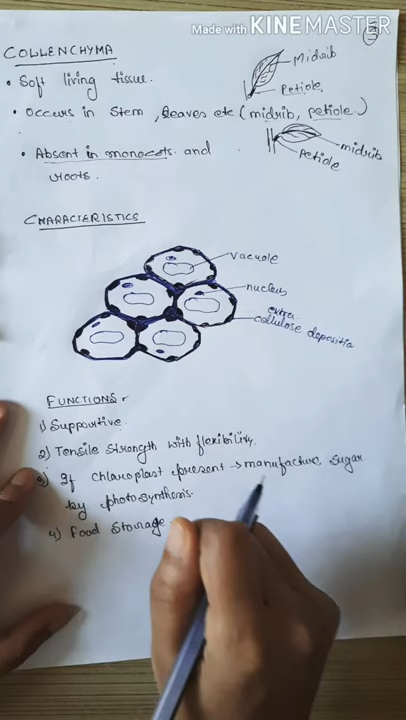 Made with KINEMASTER
3
COLLENCHYMA
• Soft living tissue.
Midrib
Petiole.
• Occurs in Stem, Leaves etc (midrib, petiole)
• Absent in monocots and
roots.
midrib
Petiole
CHARACTERISTICS
vacuole
nucleus
extra
cellulose depositia
FUNCTIONS
1) Supportive
2) Tensile strength with flexibility.
3) If chloroplast present → manufacture sugar
by photosynthesis.
4) Food Storage